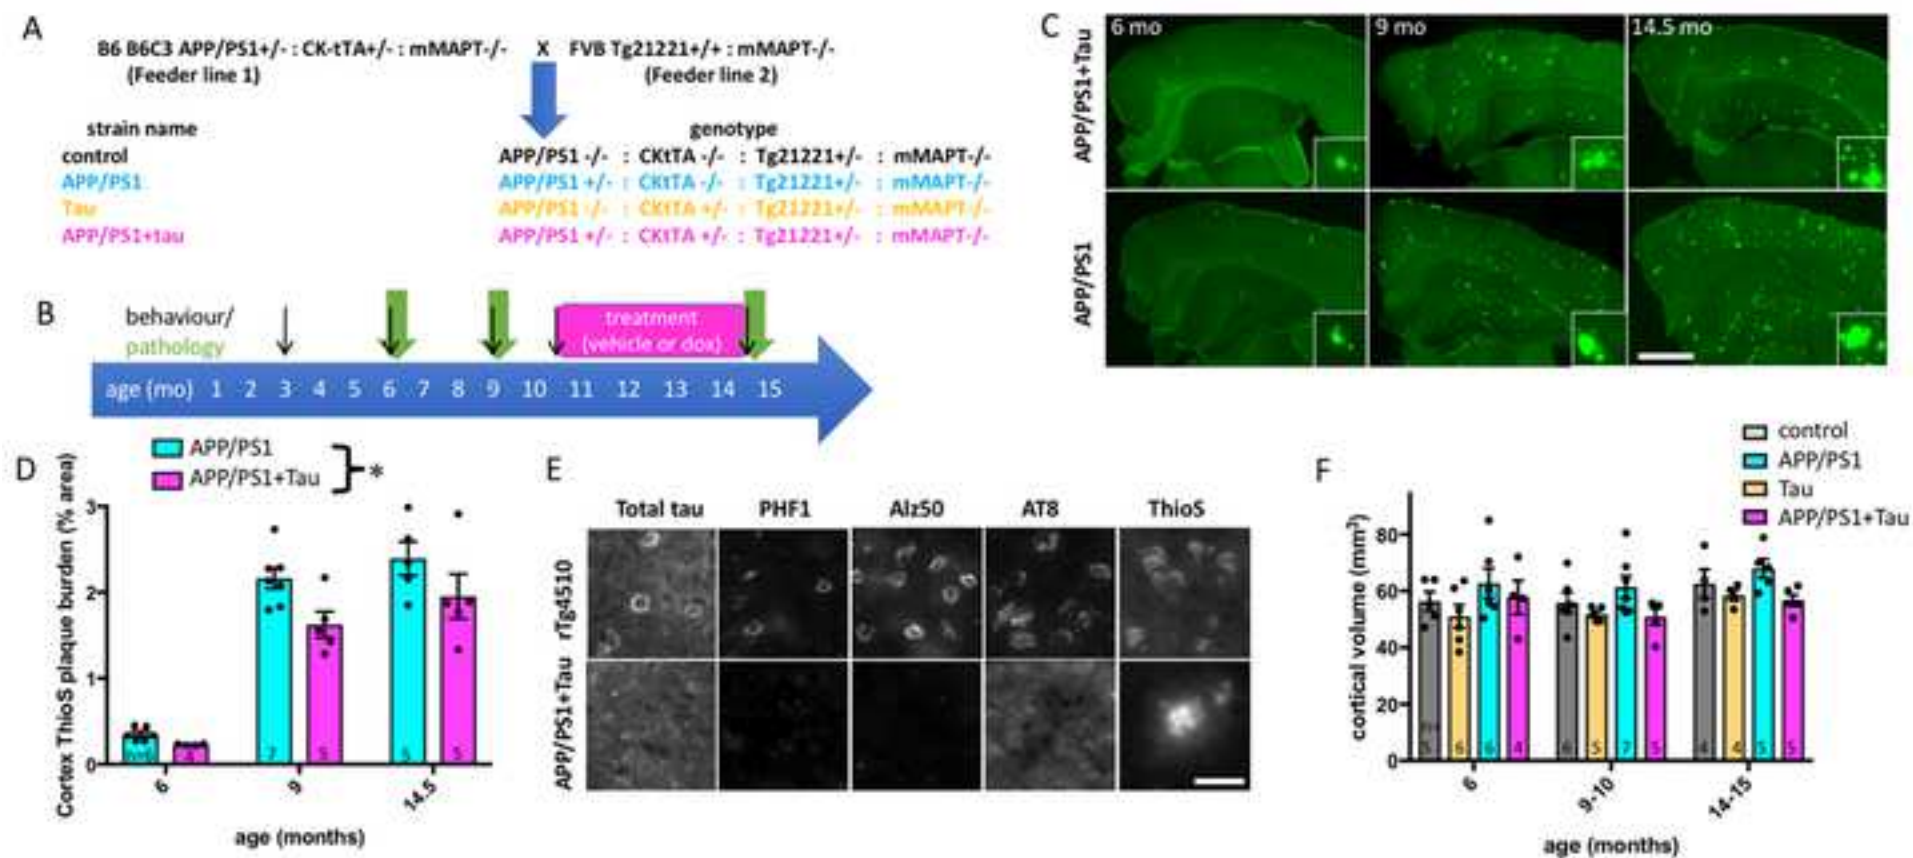 A
B6 B6C3 APP/PS1+/- : CK-tTA+/- : mMAPT-/- X FVB Tg21221+/+ : mMAPT-/-
(Feeder line 1) (Feeder line 2)
strain name genotype
control APP/PS1 -/- : CKtTA -/- : Tg21221+/- : mMAPT-/-
APP/PS1 APP/PS1 +/- : CKtTA -/- : Tg21221+/- : mMAPT-/-
Tau APP/PS1 -/- : CKtTA +/- : Tg21221+/- : mMAPT-/-
APP/PS1+tau APP/PS1 +/- : CKtTA +/- : Tg21221+/- : mMAPT-/-
B
behaviour/
pathology
treatment
(vehicle or dox)
age (mo) 1 2 3 4 5 6 7 8 9 10 11 12 13 14 15
C
6 mo 9 mo 14.5 mo
APP/PS1+Tau
APP/PS1
D
APP/PS1
APP/PS1+Tau
*
Cortex ThioS plaque burden (% area)
3
2
1
0
4 7 5 5 5
6 9 14.5
age (months)
E
Total tau PHF1 Alz50 AT8 ThioS
rTg4510
APP/PS1+Tau
F
control
APP/PS1
Tau
APP/PS1+Tau
cortical volume (mm³)
80
60
40
20
0
5 6 6 4 6 5 7 5 4 4 5 5
6 9-10 14-15
age (months)